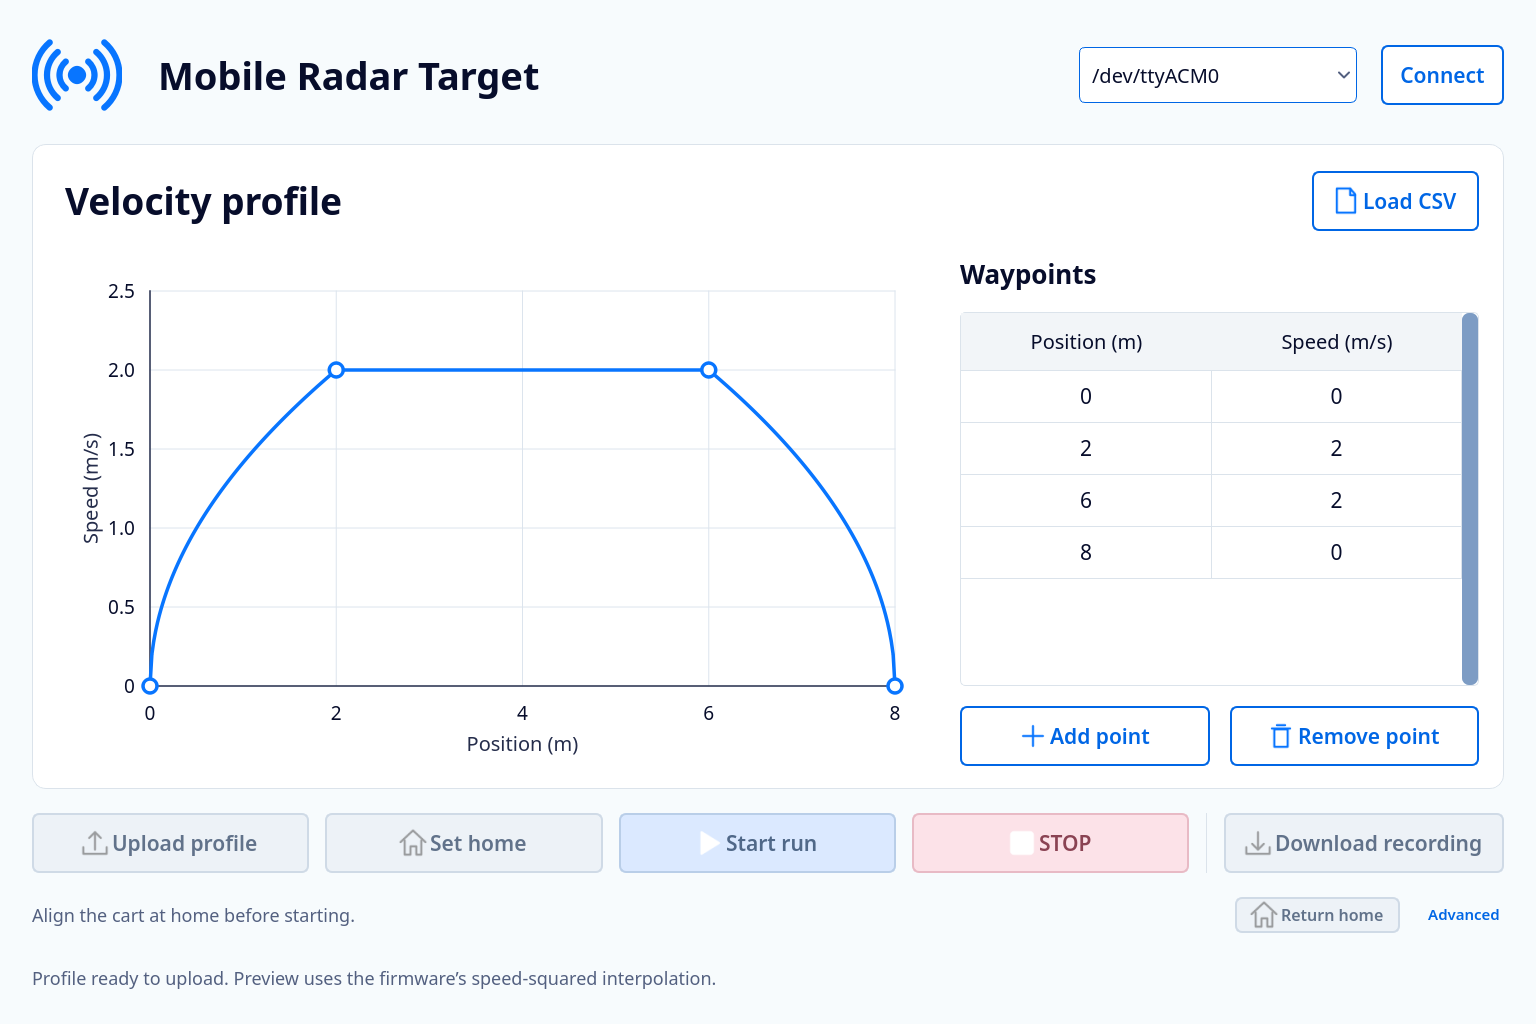 Mobile Radar Target
/dev/ttyACM0
Connect
Velocity profile
Load CSV
Speed (m/s)
2.5
2.0
1.5
1.0
0.5
0
0 2 4 6 8
Position (m)
Waypoints
Position (m) Speed (m/s)
0 0
2 2
6 2
8 0
Add point
Remove point
Upload profile
Set home
Start run
STOP
Download recording
Align the cart at home before starting.
Return home
Advanced
Profile ready to upload. Preview uses the firmware’s speed-squared interpolation.